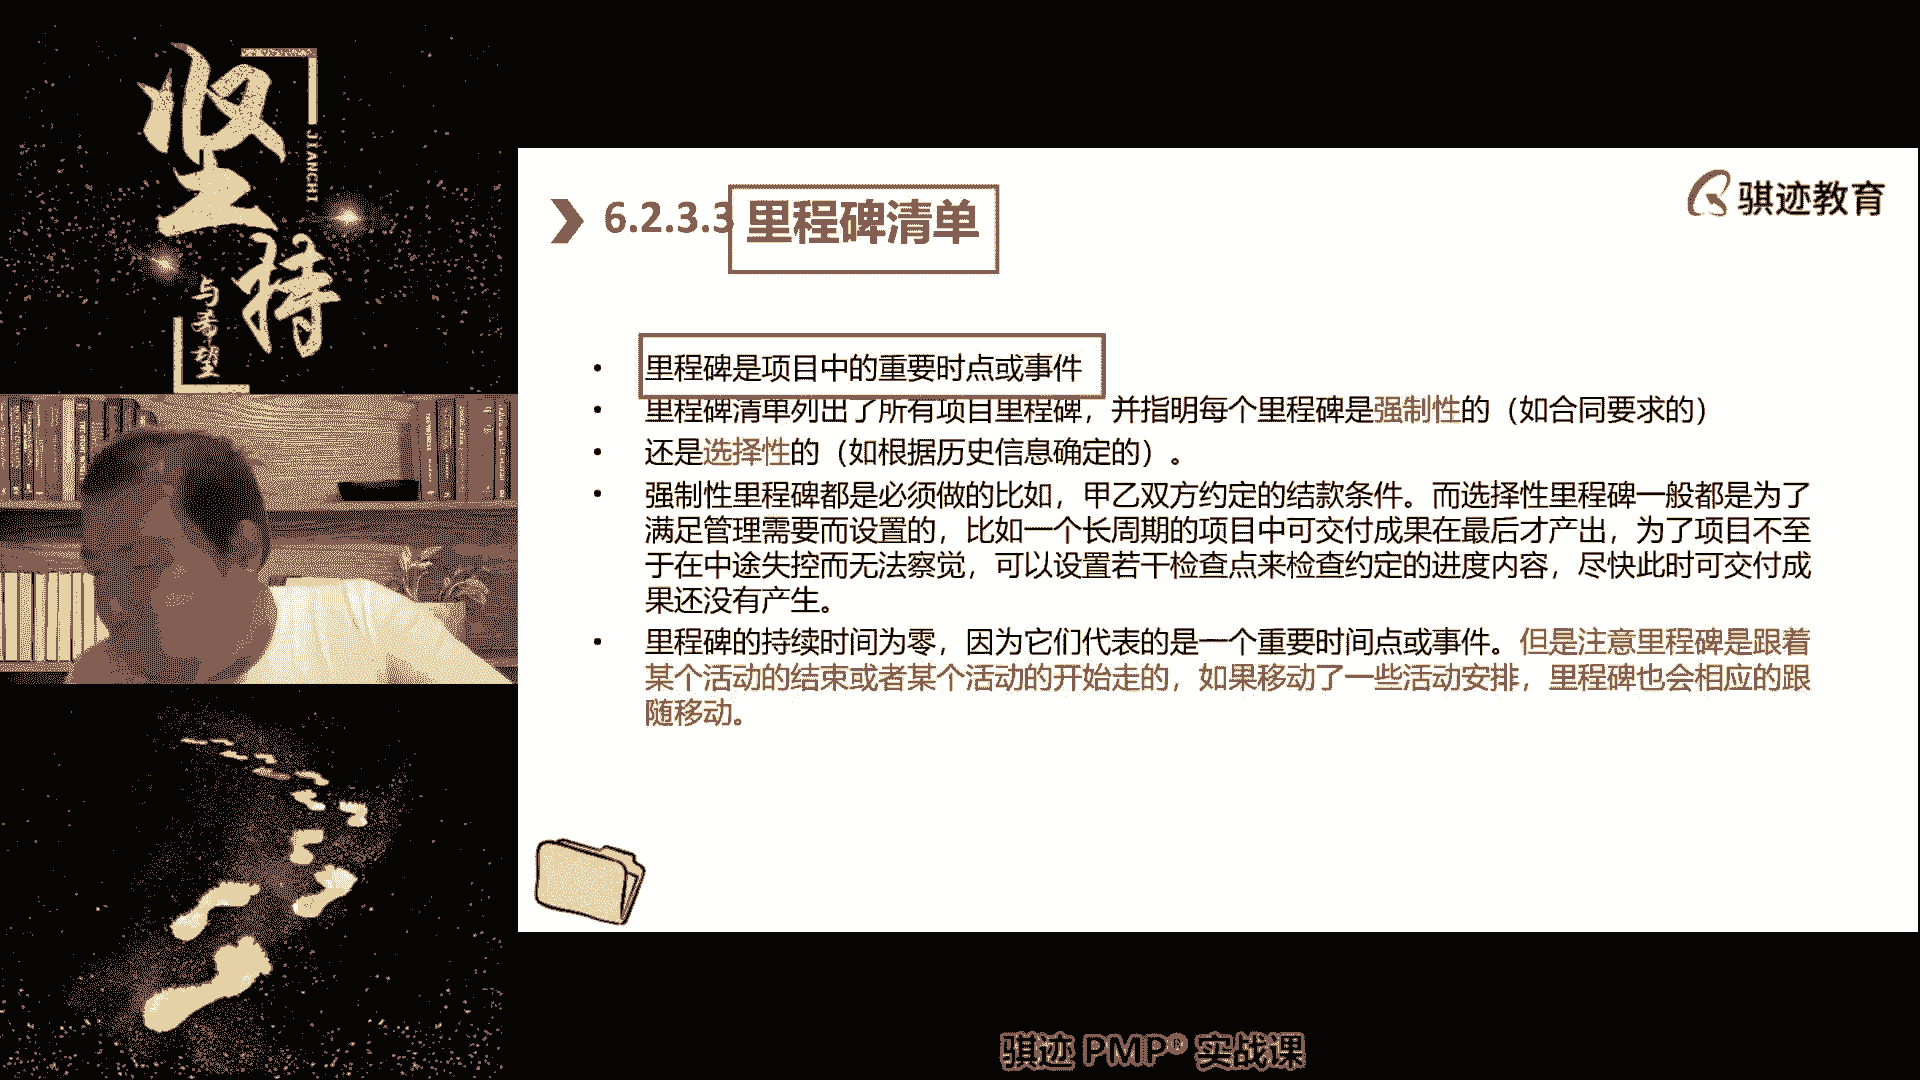 坚持
JIANCHI
与希望
骐迹教育
6.2.3.3 里程碑清单
• 里程碑是项目中的重要时点或事件
• 里程碑清单列出了所有项目里程碑，并指明每个里程碑是强制性的（如合同要求的）
• 还是选择性的（如根据历史信息确定的）。
• 强制性里程碑都是必须做的比如，甲乙双方约定的结款条件。而选择性里程碑一般都是为了
满足管理需要而设置的，比如一个长周期的项目中可交付成果在最后才产出，为了项目不至
于在中途失控而无法察觉，可以设置若干检查点来检查约定的进度内容，尽快此时可交付成
果还没有产生。
• 里程碑的持续时间为零，因为它们代表的是一个重要时间点或事件。但是注意里程碑是跟着
某个活动的结束或者某个活动的开始走的，如果移动了一些活动安排，里程碑也会相应的跟
随移动。
骐迹 PMP® 实战课